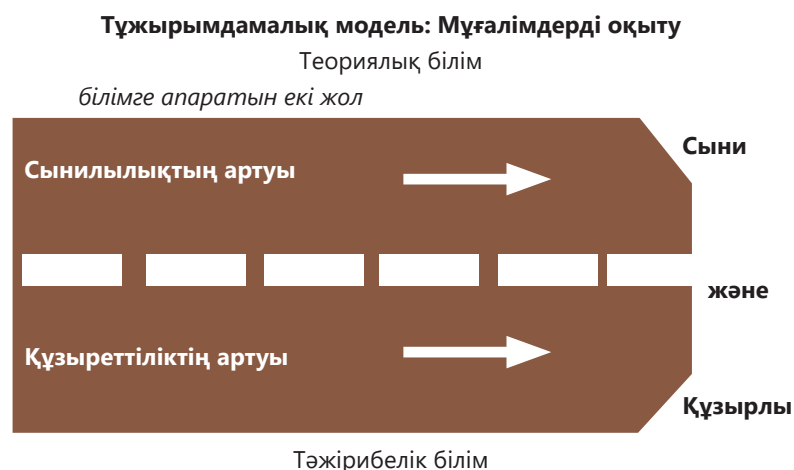 Тұжырымдамалық модель: Мұғалімдерді оқыту
Теориялық білім
білімге апаратын екі жол
Сыни
Сынилылықтың артуы
және
Құзыреттіліктің артуы
Құзырлы
Тәжірибелік білім